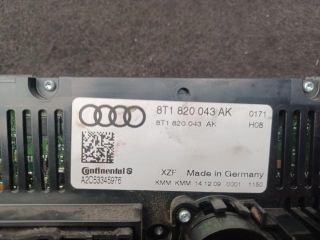 8T1 820 043 AK 0171
8T1 820 043 AK H08
Continental
A2C53345976
XZF Made in Germany
KMM KMM 14.12.09 0001 1150